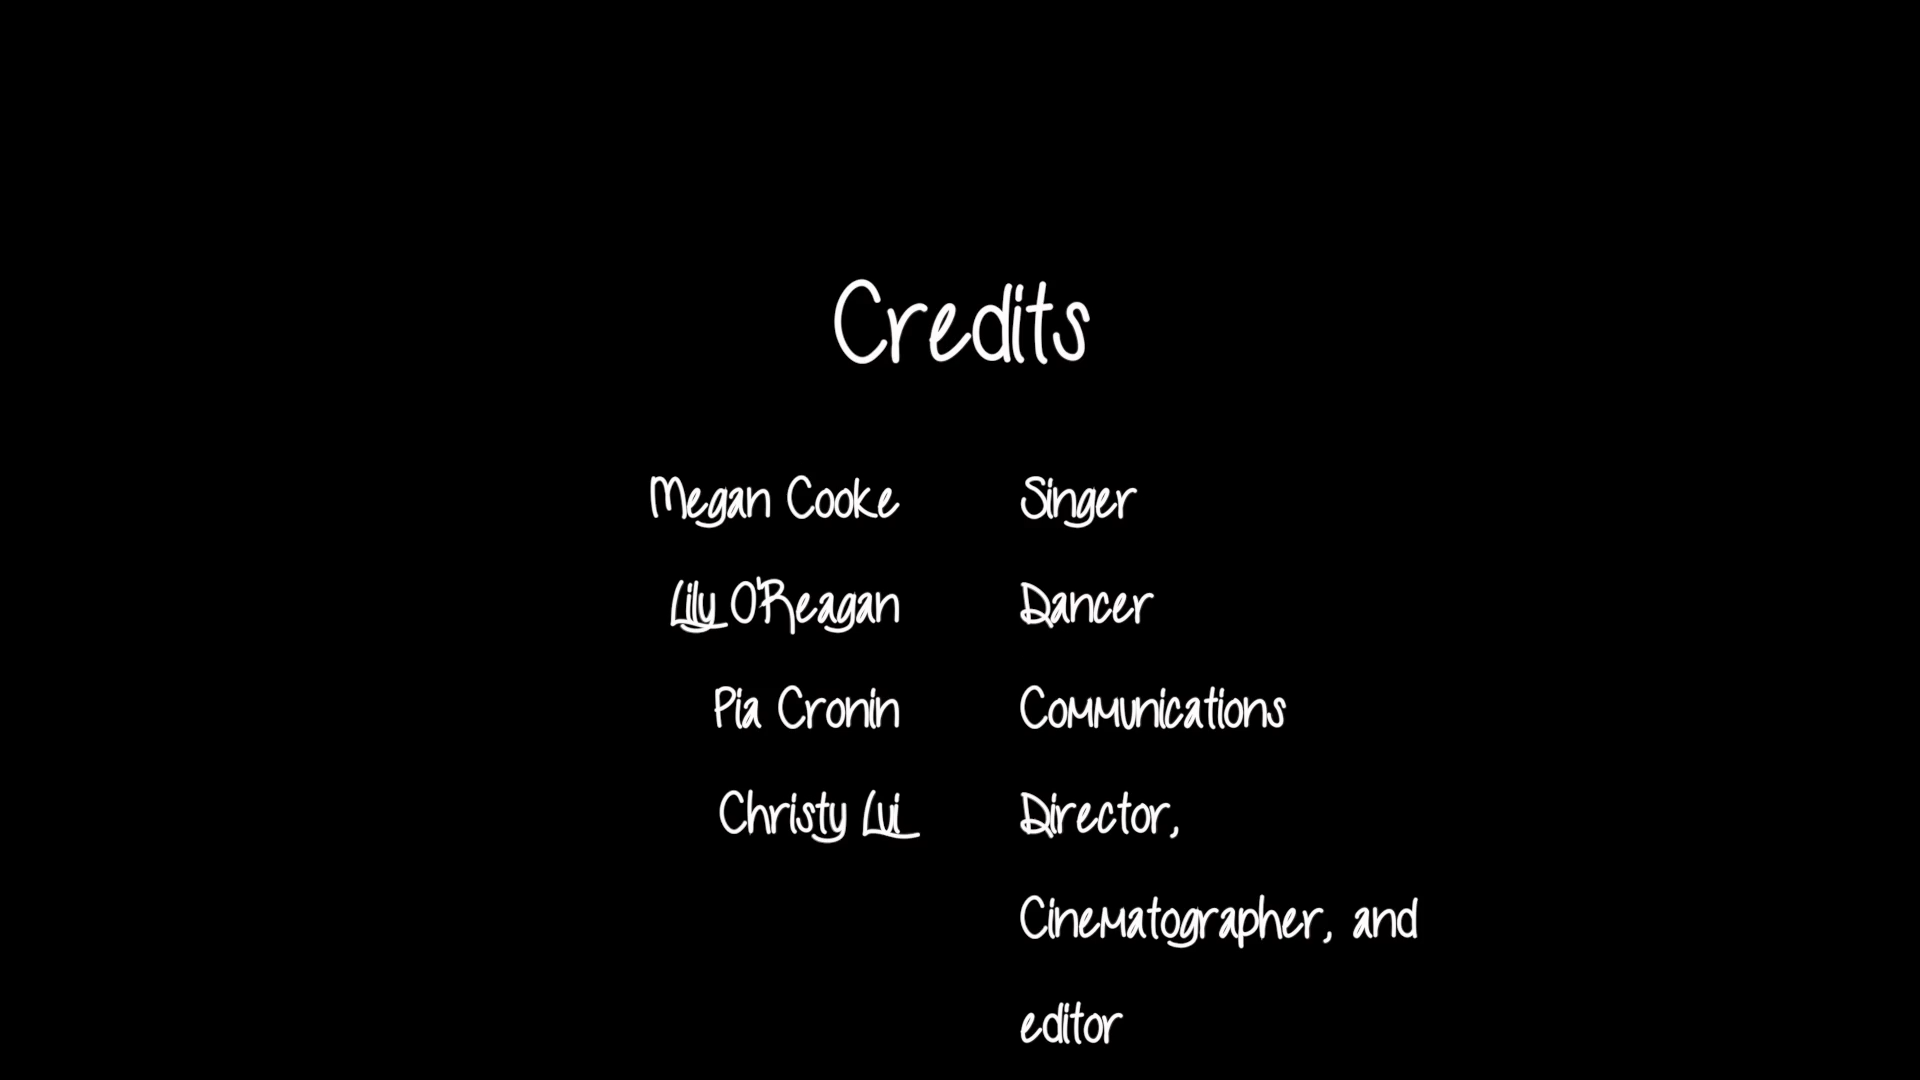 Credits
Megan Cooke Singer
Lily O'Reagan Dancer
Pia Cronin Communications
Christy Lui Director,
Cinematographer, and
editor